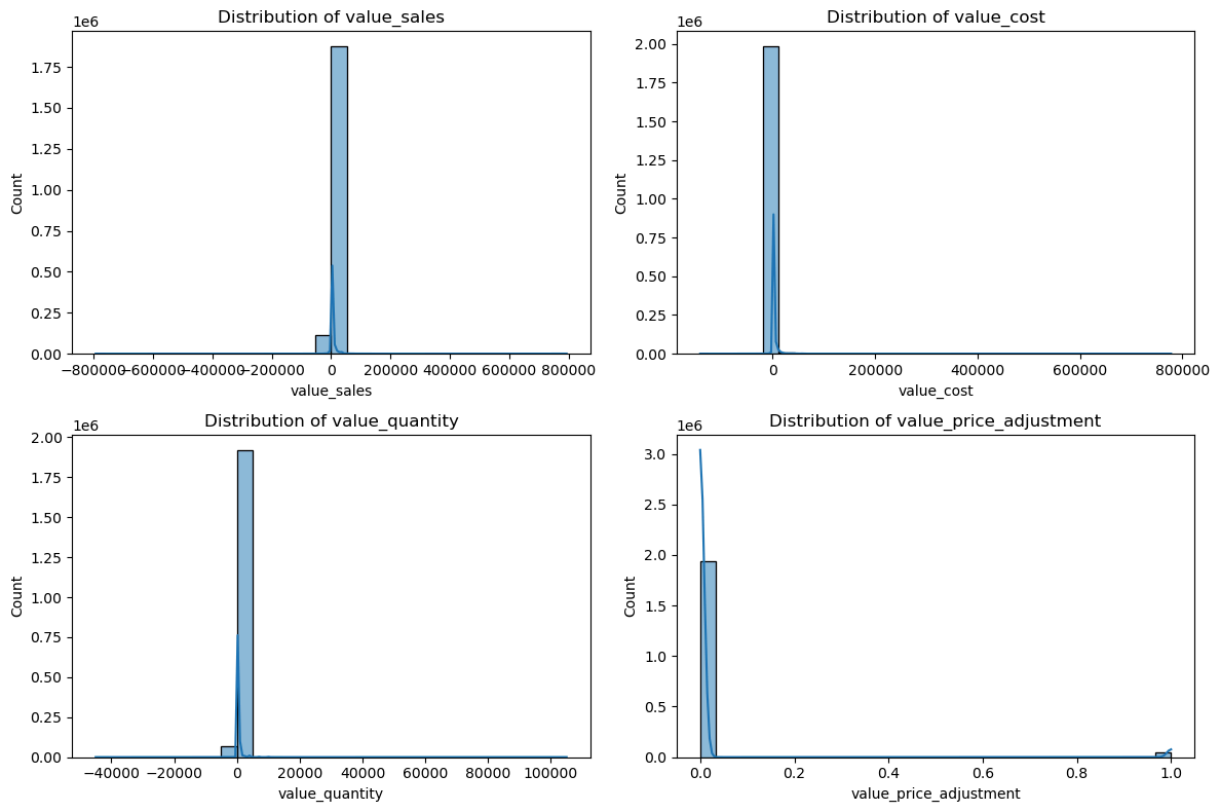 Distribution of value_sales
1e6
1.75
1.50
1.25
1.00
0.75
0.50
0.25
0.00
Count
−800000 −600000 −400000 −200000 0 200000 400000 600000 800000
value_sales
Distribution of value_cost
1e6
2.00
1.75
1.50
1.25
1.00
0.75
0.50
0.25
0.00
Count
0 200000 400000 600000 800000
value_cost
Distribution of value_quantity
1e6
2.00
1.75
1.50
1.25
1.00
0.75
0.50
0.25
0.00
Count
−40000 −20000 0 20000 40000 60000 80000 100000
value_quantity
Distribution of value_price_adjustment
1e6
3.0
2.5
2.0
1.5
1.0
0.5
0.0
Count
0.0 0.2 0.4 0.6 0.8 1.0
value_price_adjustment